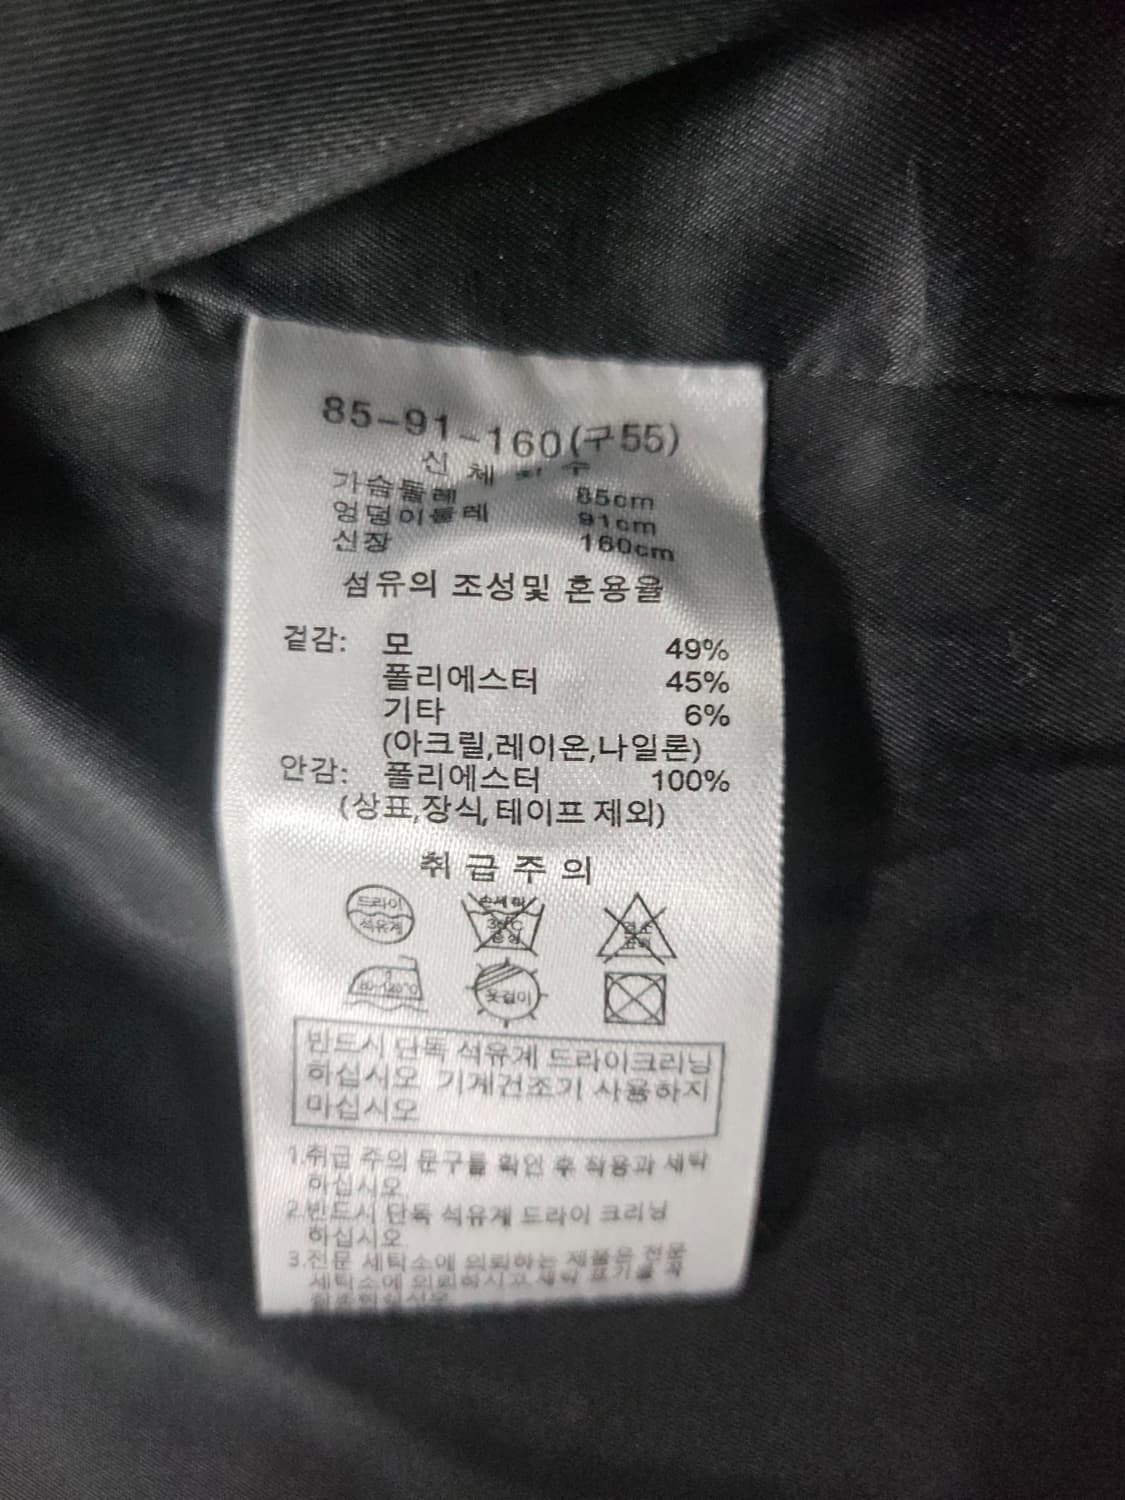 85-91-160(구55)
신 체 치 수
가슴둘레 85cm
엉덩이둘레 91cm
신장 160cm
섬유의 조성및 혼용율
겉감: 모 49%
폴리에스터 45%
기타 6%
(아크릴,레이온,나일론)
안감: 폴리에스터 100%
(상표,장식,테이프 제외)
취 급 주 의
드라이
석유계
손세탁
30°C
중성
염소
표백
옷걸이
반드시 단독 석유계 드라이크리닝
하십시오 기계건조기 사용하지
마십시오
1.취급 주의 문구를 확인 후 착용과 세탁
하십시오.
2.반드시 단독 석유계 드라이 크리닝
하십시오.
3.전문 세탁소에 의뢰하는 제품은 전문
세탁소에 의뢰하시고 세탁 표기를 꼭